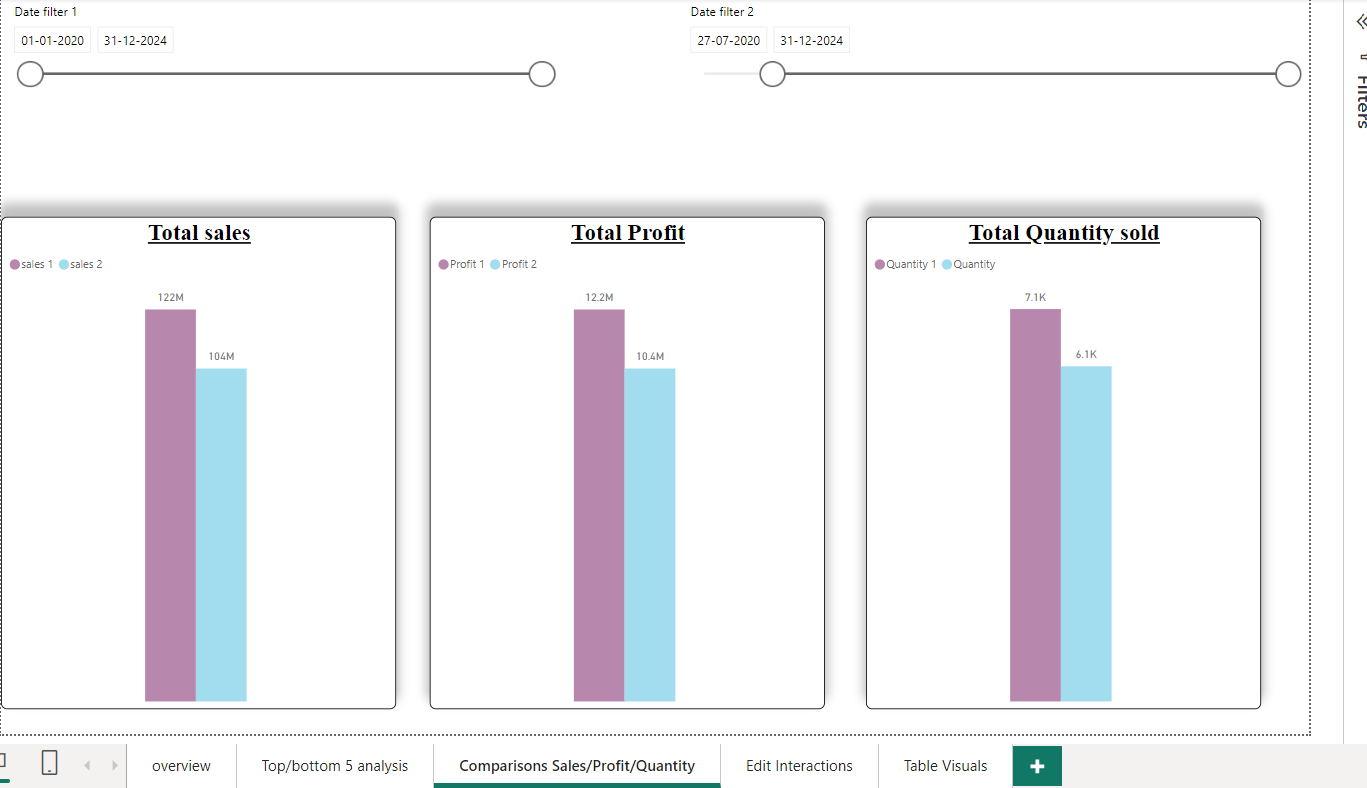 Date filter 1
01-01-2020 31-12-2024
Date filter 2
27-07-2020 31-12-2024
Filters
Total sales
sales 1 sales 2
122M
104M
Total Profit
Profit 1 Profit 2
12.2M
10.4M
Total Quantity sold
Quantity 1 Quantity
7.1K
6.1K
overview Top/bottom 5 analysis Comparisons Sales/Profit/Quantity Edit Interactions Table Visuals +